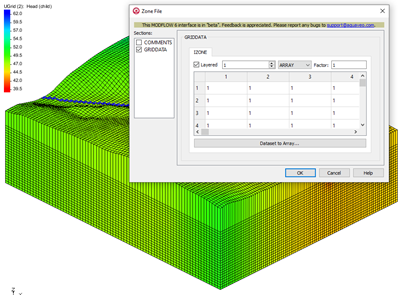 UGrid (2): Head (child)
62.0
59.5
57.0
54.5
52.0
49.5
47.0
44.5
42.0
39.5
Zone File
This MODFLOW 6 interface is in "beta". Feedback is appreciated. Please report any bugs to support@aquaveo.com.
Sections:
COMMENTS
GRIDDATA
GRIDDATA
IZONE
Layered 1 ARRAY Factor: 1
1 2 3 4
1 1 1 1 1
2 1 1 1 1
3 1 1 1 1
4 1 1 1 1
Dataset to Array...
OK Cancel Help
Z
Y